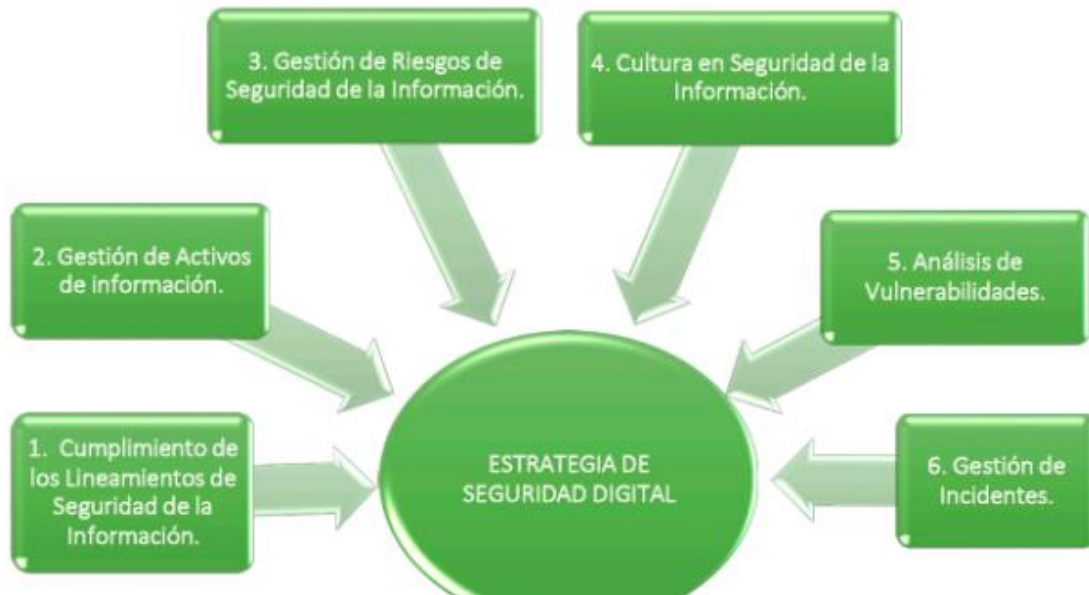 3. Gestión de Riesgos de
Seguridad de la Información.
4. Cultura en Seguridad de la
Información.
2. Gestión de Activos
de información.
5. Análisis de
Vulnerabilidades.
1. Cumplimiento de
los Lineamientos de
Seguridad de la
Información.
ESTRATEGIA DE
SEGURIDAD DIGITAL
6. Gestión de
Incidentes.